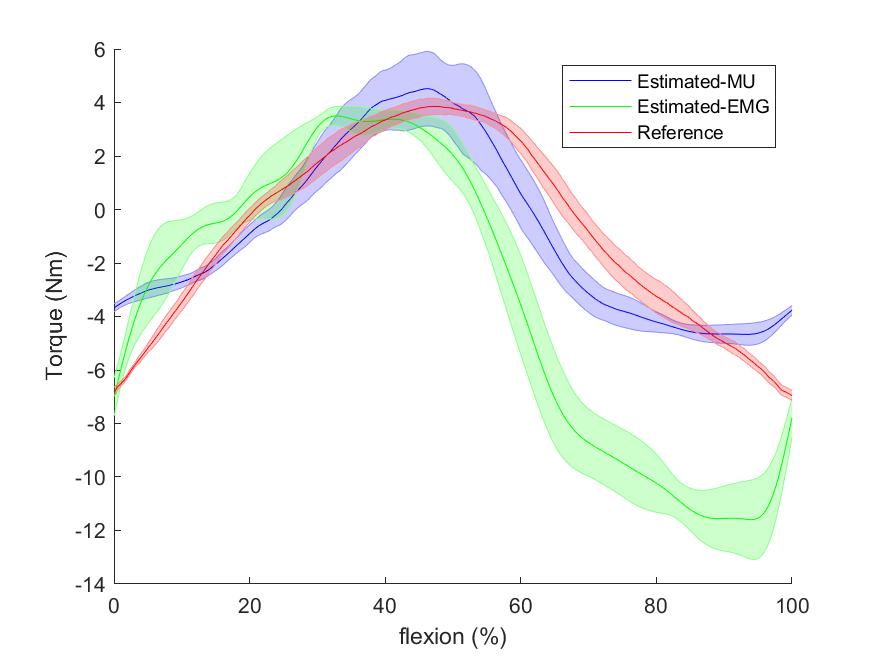 6
4
2
0
-2
-4
-6
-8
-10
-12
-14
Torque (Nm)
0 20 40 60 80 100
flexion (%)
Estimated-MU
Estimated-EMG
Reference